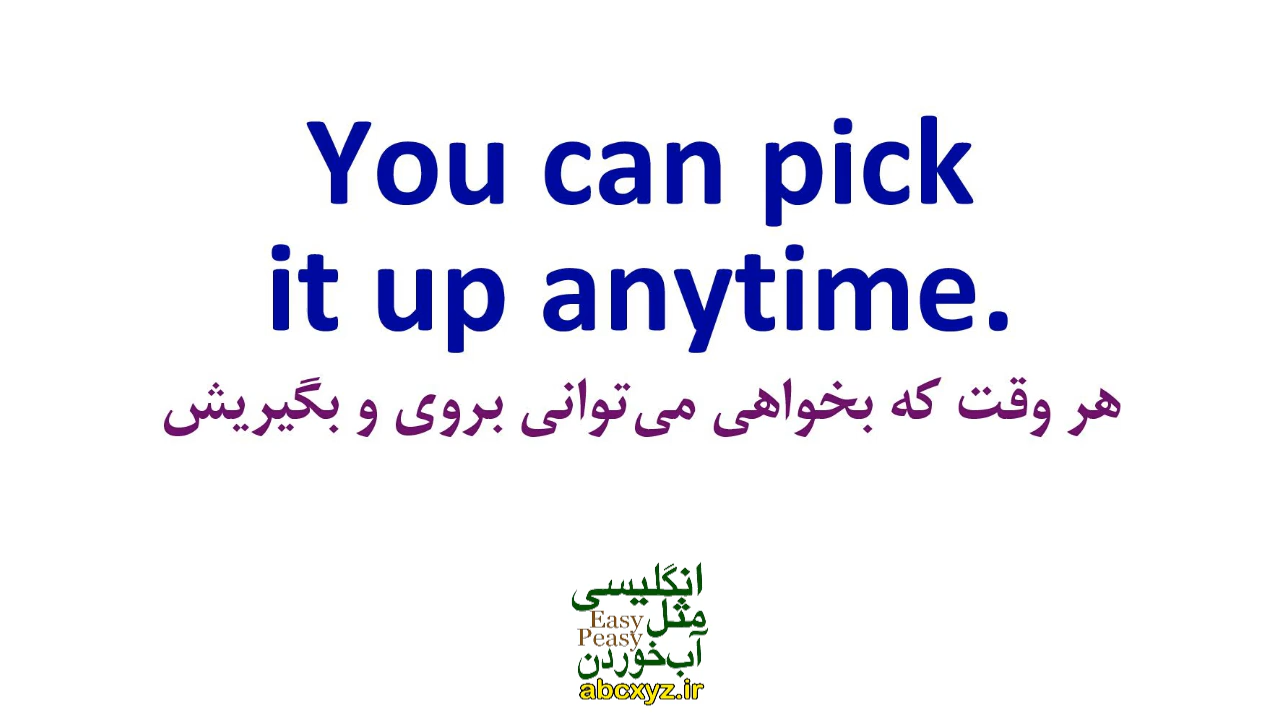 You can pick
it up anytime.
هر وقت که بخواهی می‌توانی بروی و بگیریش
انگلیسی
مثل
Easy
Peasy
آب‌خوردن
abcxyz.ir